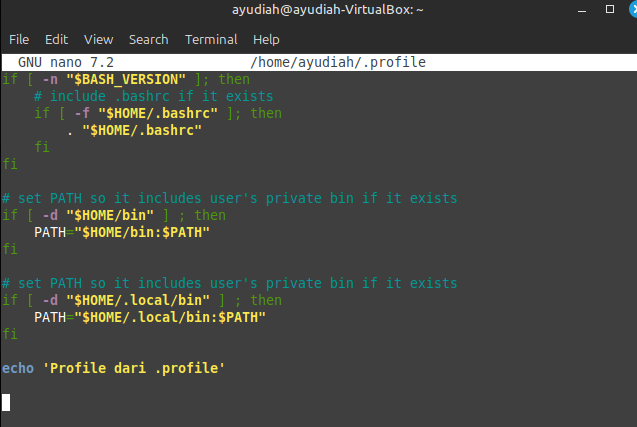 ayudiah@ayudiah-VirtualBox: ~
File Edit View Search Terminal Help
GNU nano 7.2 /home/ayudiah/.profile
if [ -n "$BASH_VERSION" ]; then
    # include .bashrc if it exists
    if [ -f "$HOME/.bashrc" ]; then
        . "$HOME/.bashrc"
    fi
fi

# set PATH so it includes user's private bin if it exists
if [ -d "$HOME/bin" ] ; then
    PATH="$HOME/bin:$PATH"
fi

# set PATH so it includes user's private bin if it exists
if [ -d "$HOME/.local/bin" ] ; then
    PATH="$HOME/.local/bin:$PATH"
fi

echo 'Profile dari .profile'